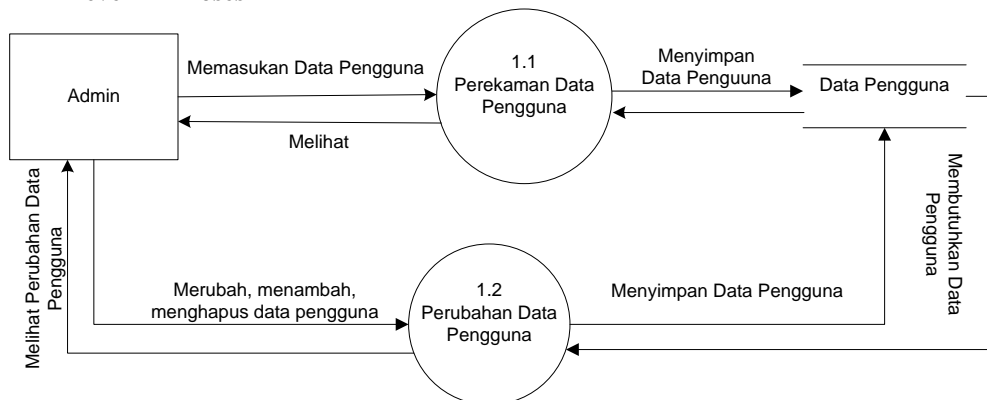 Admin
Memasukan Data Pengguna
Melihat
1.1
Perekaman Data
Pengguna
Menyimpan
Data Penguuna
Data Pengguna
Membutuhkan Data
Pengguna
Melihat Perubahan Data
Pengguna
Merubah, menambah,
menghapus data pengguna
1.2
Perubahan Data
Pengguna
Menyimpan Data Pengguna